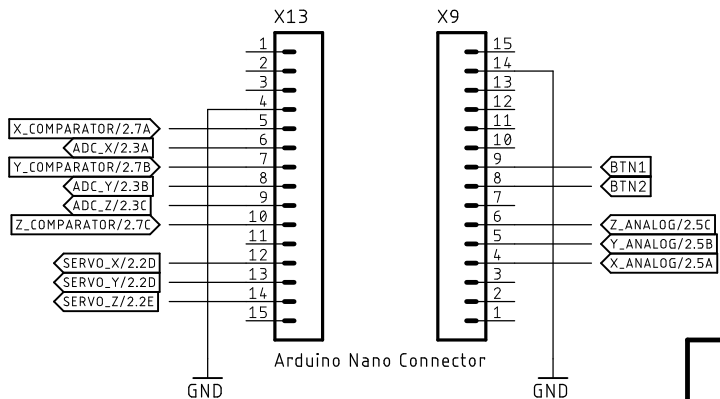 X13
X9
1
2
3
4
X_COMPARATOR/2.7A 5
ADC_X/2.3A 6
Y_COMPARATOR/2.7B 7
ADC_Y/2.3B 8
ADC_Z/2.3C 9
Z_COMPARATOR/2.7C 10
11
SERVO_X/2.2D 12
SERVO_Y/2.2D 13
SERVO_Z/2.2E 14
15
15
14
13
12
11
10
9 BTN1
8 BTN2
7
6 Z_ANALOG/2.5C
5 Y_ANALOG/2.5B
4 X_ANALOG/2.5A
3
2
1
Arduino Nano Connector
GND
GND